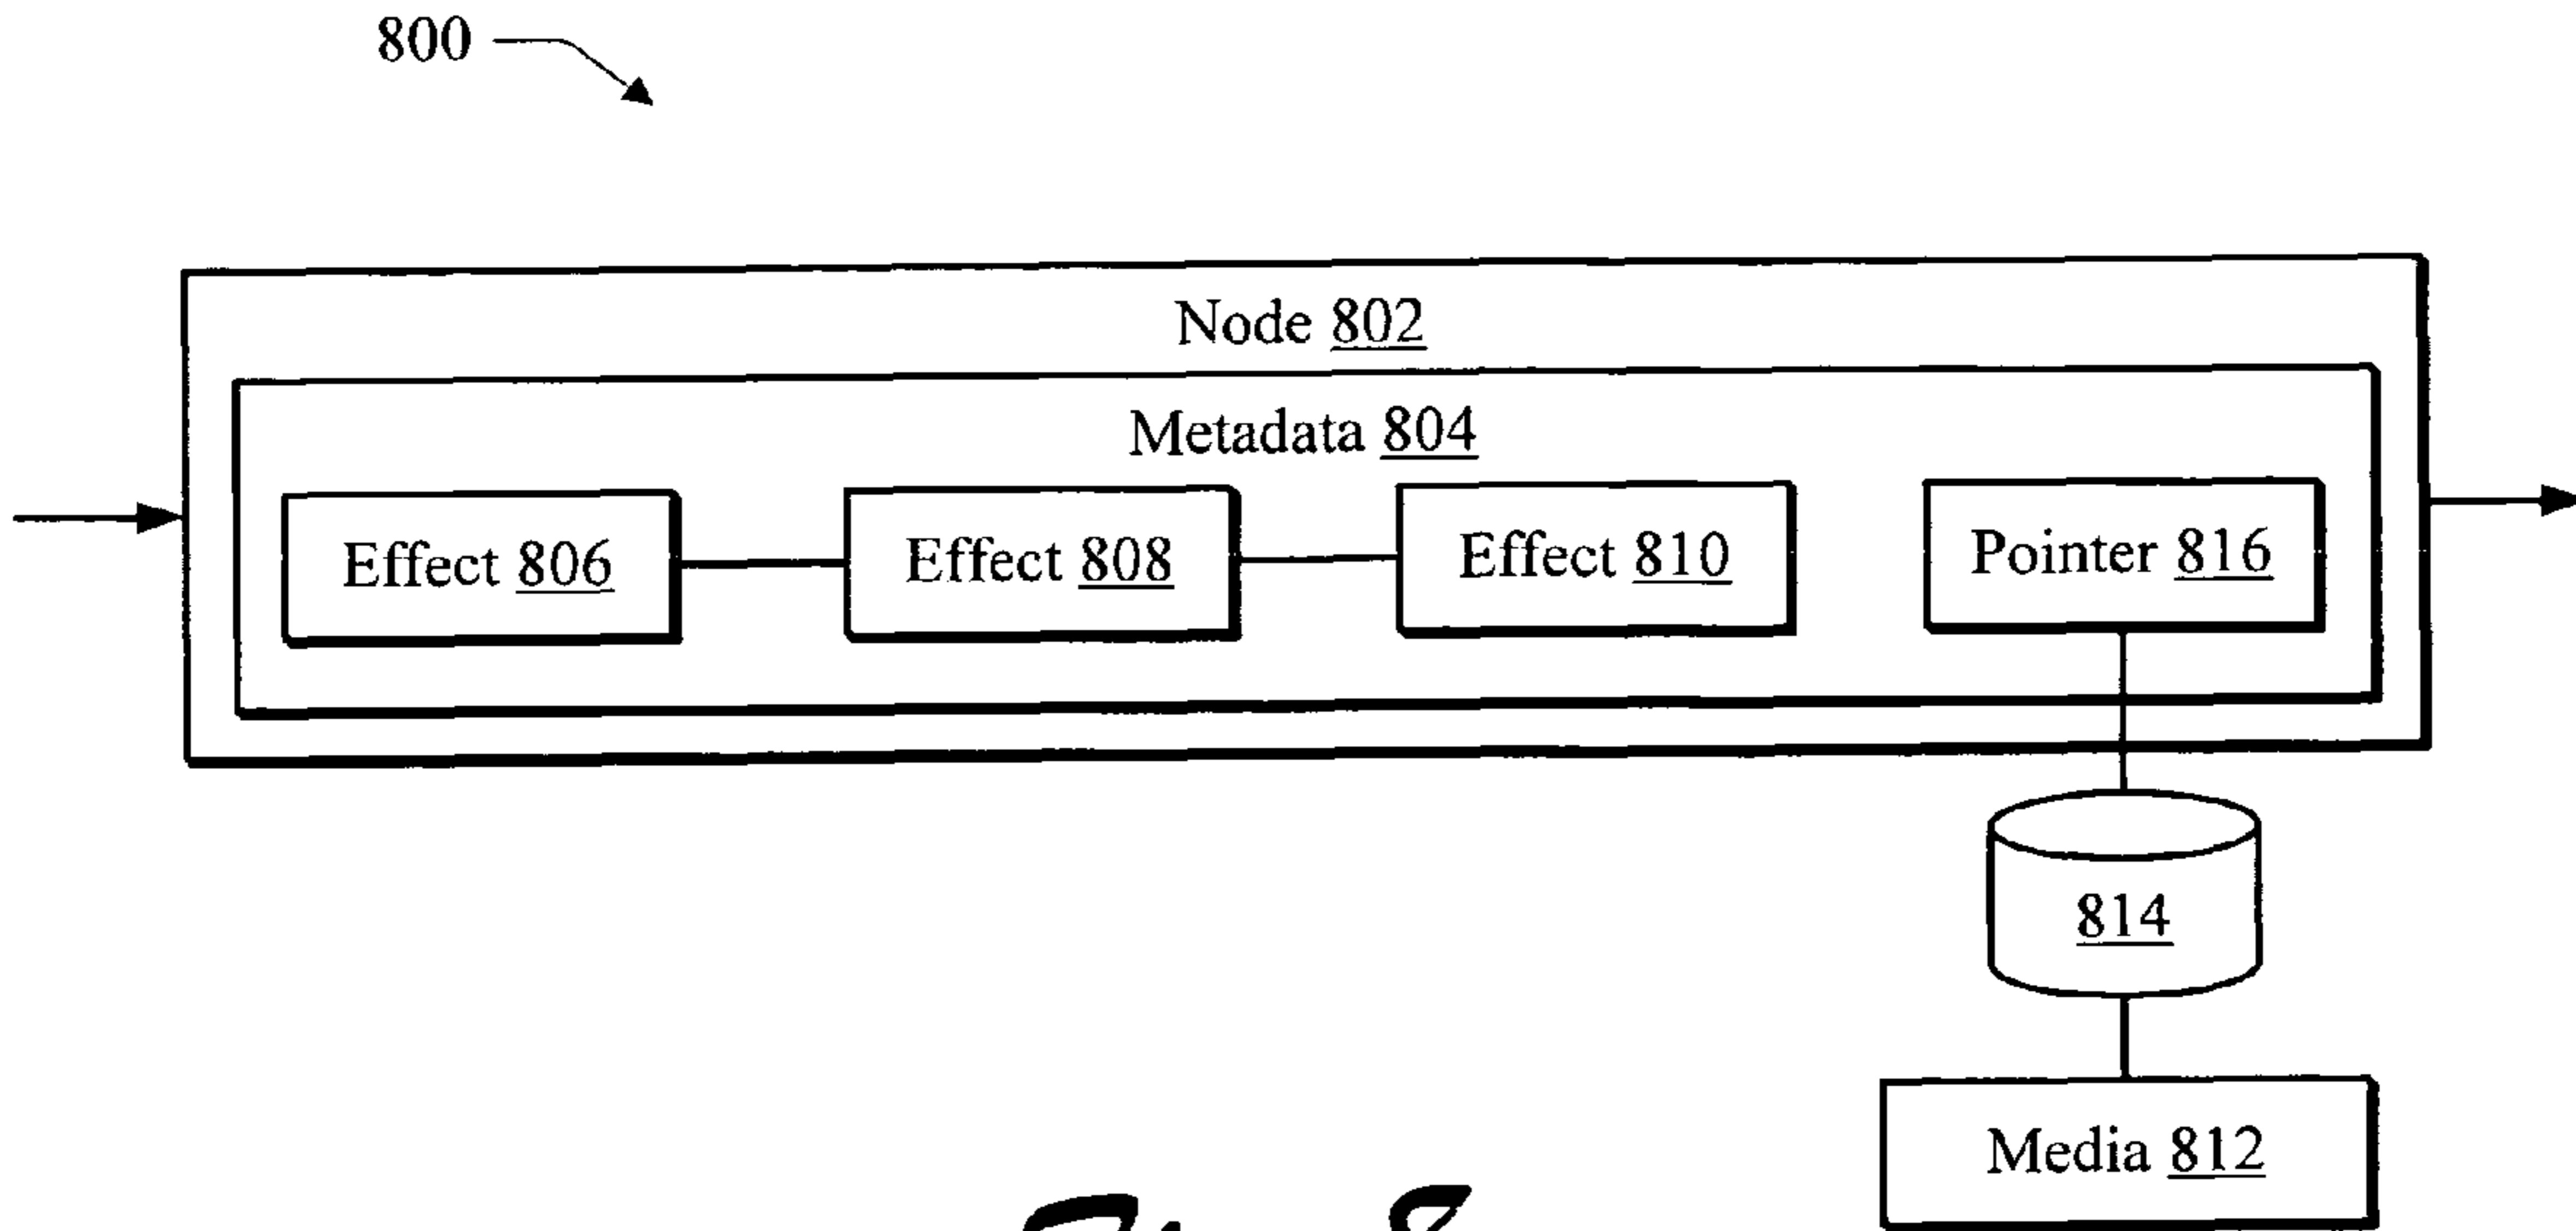 800
Node 802
Metadata 804
Effect 806
Effect 808
Effect 810
Pointer 816
814
Media 812